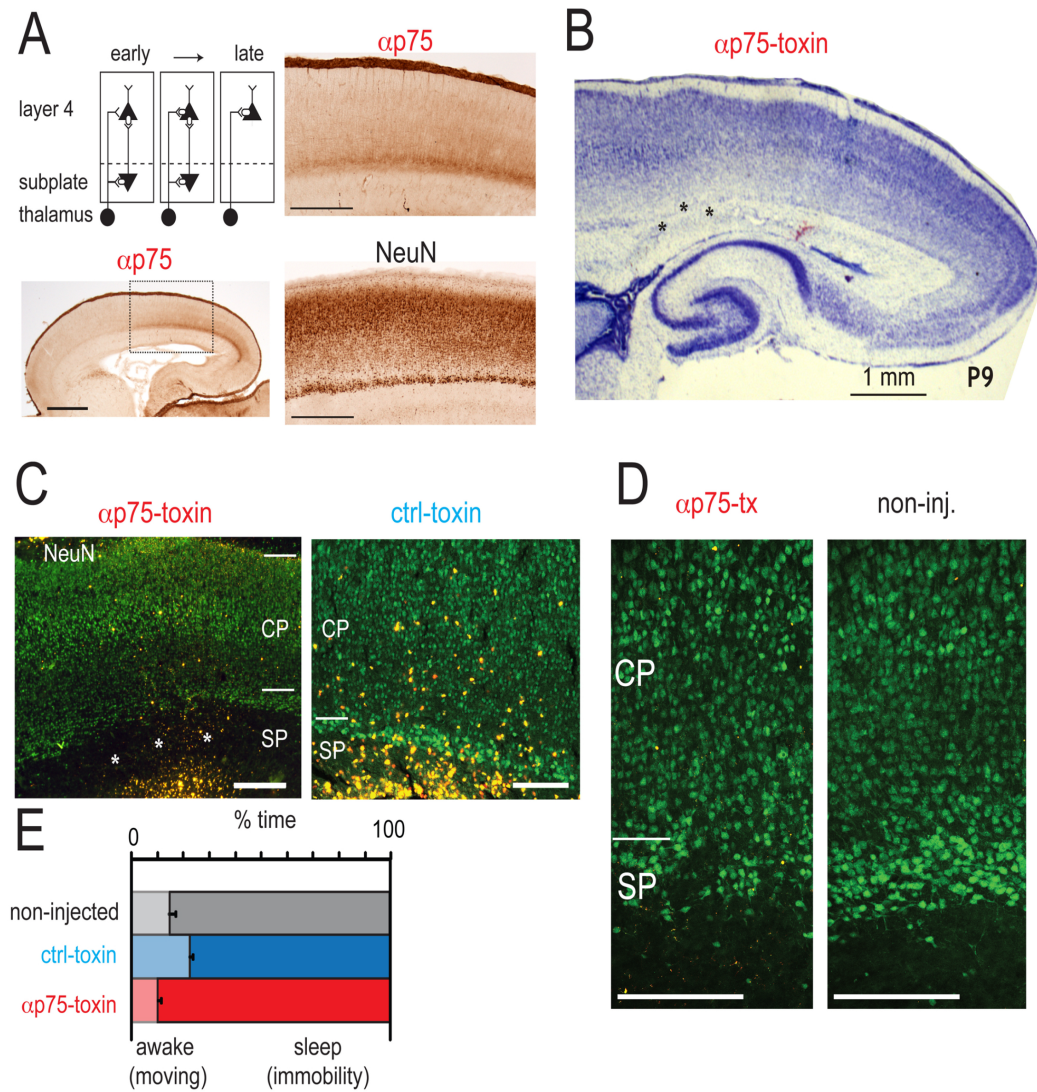 A
early → late
layer 4
subplate
thalamus
αp75
αp75
NeuN
B
αp75-toxin
* * *
1 mm
P9
C
αp75-toxin
ctrl-toxin
NeuN
CP
SP
* * *
CP
SP
D
αp75-tx
non-inj.
CP
SP
E
% time
0
100
non-injected
ctrl-toxin
αp75-toxin
awake
(moving)
sleep
(immobility)